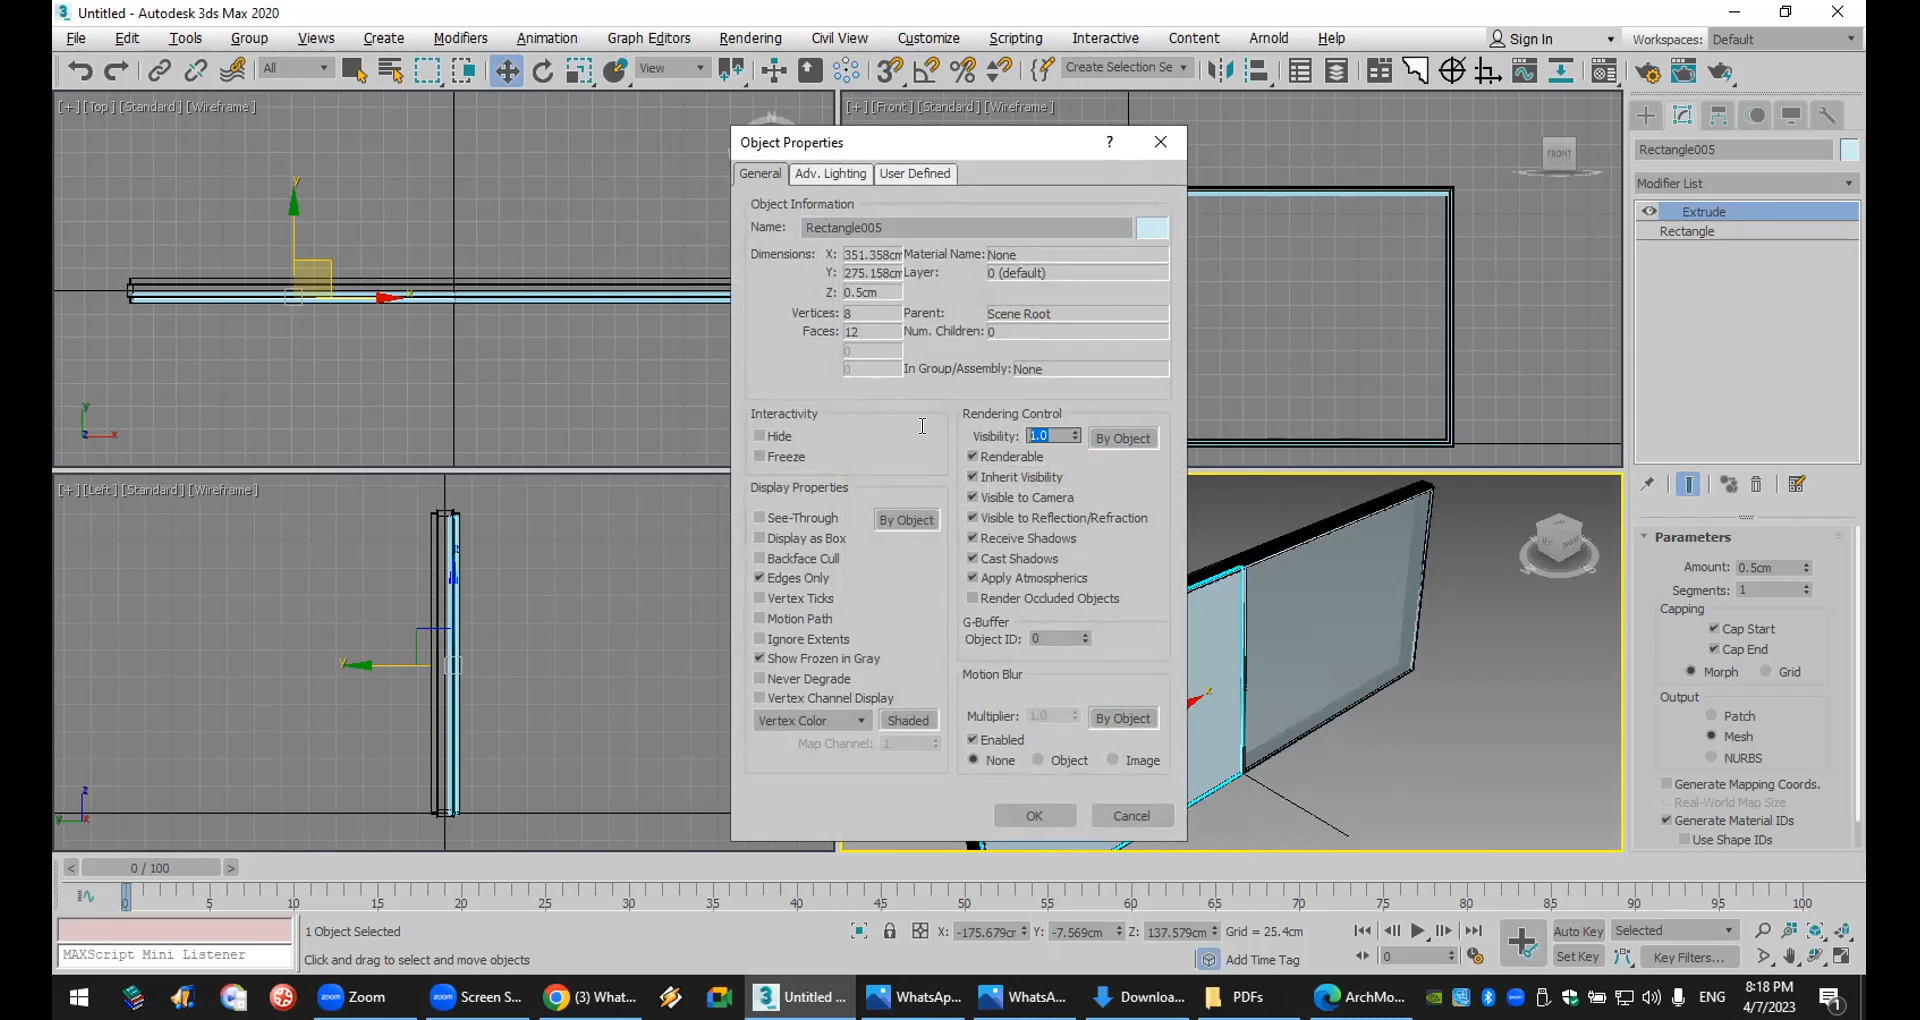 Untitled - Autodesk 3ds Max 2020
File Edit Tools Group Views Create Modifiers Animation Graph Editors Rendering Civil View Customize Scripting Interactive Content Arnold Help Sign In Workspaces: Default
All View Create Selection Se
[+][Top][Standard][Wireframe] [+][Front][Standard][Wireframe]
FRONT
Rectangle005
Modifier List
Extrude
Rectangle
Object Properties ?
General Adv. Lighting User Defined
Object Information
Name: Rectangle005
Dimensions: X: 351.358cm Material Name: None
Y: 275.158cm Layer: 0 (default)
Z: 0.5cm
Vertices: 8 Parent: Scene Root
Faces: 12 Num. Children: 0
0
0 In Group/Assembly: None
Interactivity
Hide
Freeze
Rendering Control
Visibility: 1.0 By Object
Renderable
Inherit Visibility
Visible to Camera
Visible to Reflection/Refraction
Receive Shadows
Cast Shadows
Apply Atmospherics
Render Occluded Objects
Display Properties
See-Through By Object
Display as Box
Backface Cull
Edges Only
Vertex Ticks
Motion Path
Ignore Extents
Show Frozen in Gray
Never Degrade
Vertex Channel Display
Vertex Color Shaded
Map Channel: 1
G-Buffer
Object ID: 0
Motion Blur
Multiplier: 1.0 By Object
Enabled
None Object Image
OK Cancel
[+][Left][Standard][Wireframe]
Parameters
Amount: 0.5cm
Segments: 1
Capping
Cap Start
Cap End
Morph Grid
Output
Patch
Mesh
NURBS
Generate Mapping Coords.
Real-World Map Size
Generate Material IDs
Use Shape IDs
0 / 100
0 5 10 15 20 25 30 35 40 45 50 55 60 65 70 75 80 85 90 95 100
1 Object Selected X: -175.679cr Y: -7.569cm Z: 137.579cm Grid = 25.4cm Auto Key Selected
MAXScript Mini Listener Click and drag to select and move objects Add Time Tag 0 Set Key Key Filters...
Zoom Screen S... (3) What... Untitled ... WhatsAp... WhatsA... Downloa... PDFs ArchMo... ENG
8:18 PM
4/7/2023
1